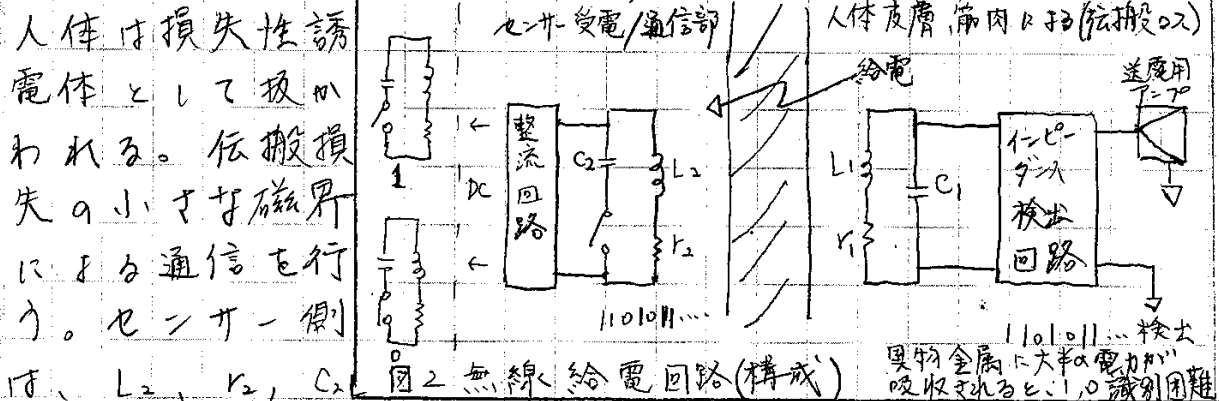 人体は損失性誘
電体として扱か
われる。伝搬損
失の小さな磁界
による通信を行
う。センサー側
は、L2、r2、C2
センサー受電/通信部
人体皮膚、筋肉による(伝搬ロス)
給電
送電用
アンプ
1
0
DC
整流回路
C2
L2
r2
1101011....
L1
C1
r1
インピー
ダンス
検出
回路
1101011... 検出
図2 無線給電回路(構成)
異物金属に大半の電力が
吸収されると、1,0識別困難